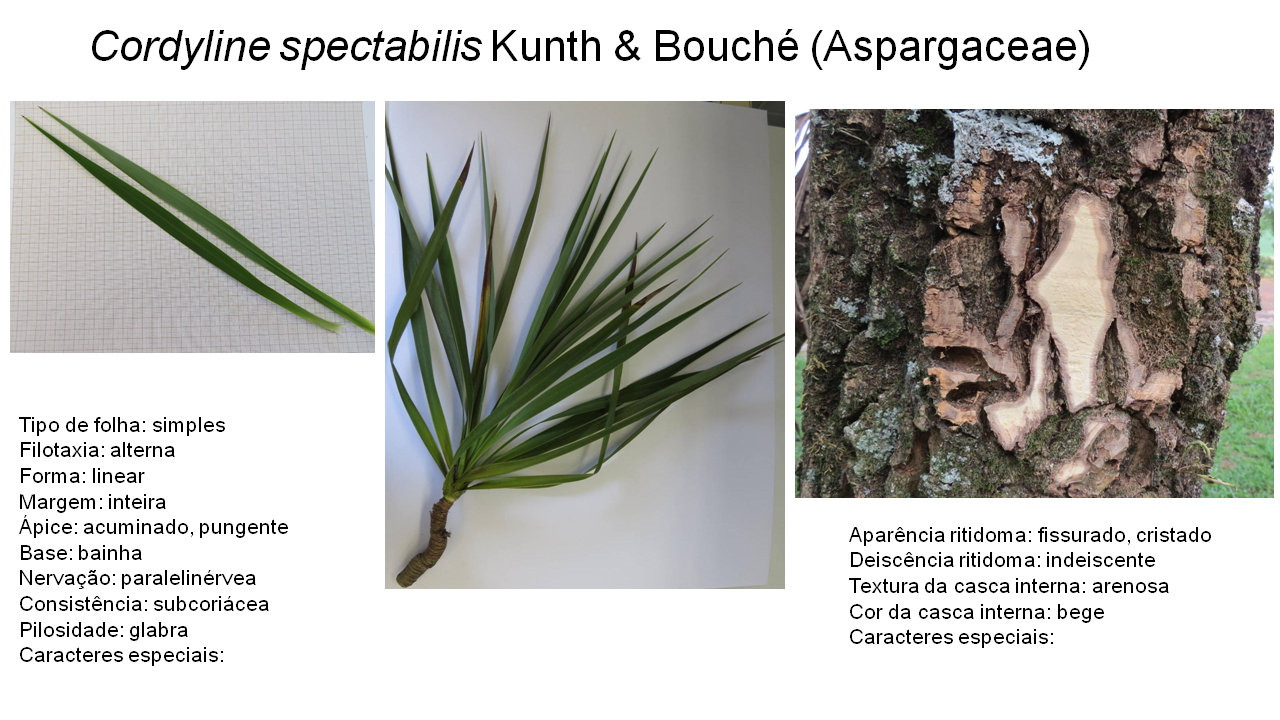 Cordyline spectabilis Kunth & Bouché (Aspargaceae)
Tipo de folha: simples
Filotaxia: alterna
Forma: linear
Margem: inteira
Ápice: acuminado, pungente
Base: bainha
Nervação: paralelinérvea
Consistência: subcoriácea
Pilosidade: glabra
Caracteres especiais:
Aparência ritidoma: fissurado, cristado
Deiscência ritidoma: indeiscente
Textura da casca interna: arenosa
Cor da casca interna: bege
Caracteres especiais: